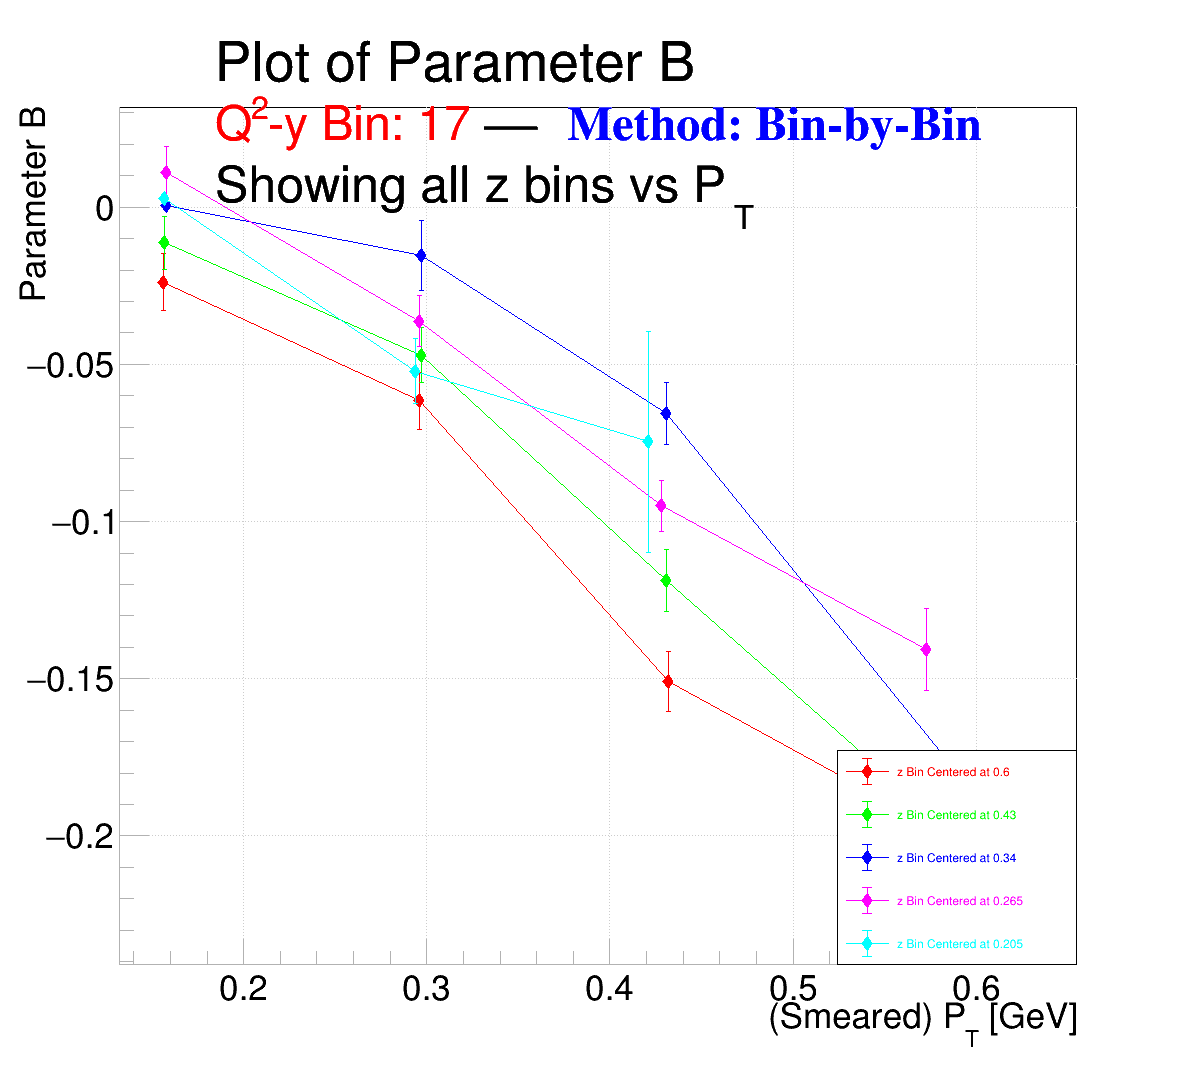 Plot of Parameter B
Q2-y Bin: 17 — Method: Bin-by-Bin
Showing all z bins vs PT
Parameter B
0
−0.05
−0.1
−0.15
−0.2
z Bin Centered at 0.6
z Bin Centered at 0.43
z Bin Centered at 0.34
z Bin Centered at 0.265
z Bin Centered at 0.205
0.2 0.3 0.4 0.5 0.6
(Smeared) PT [GeV]